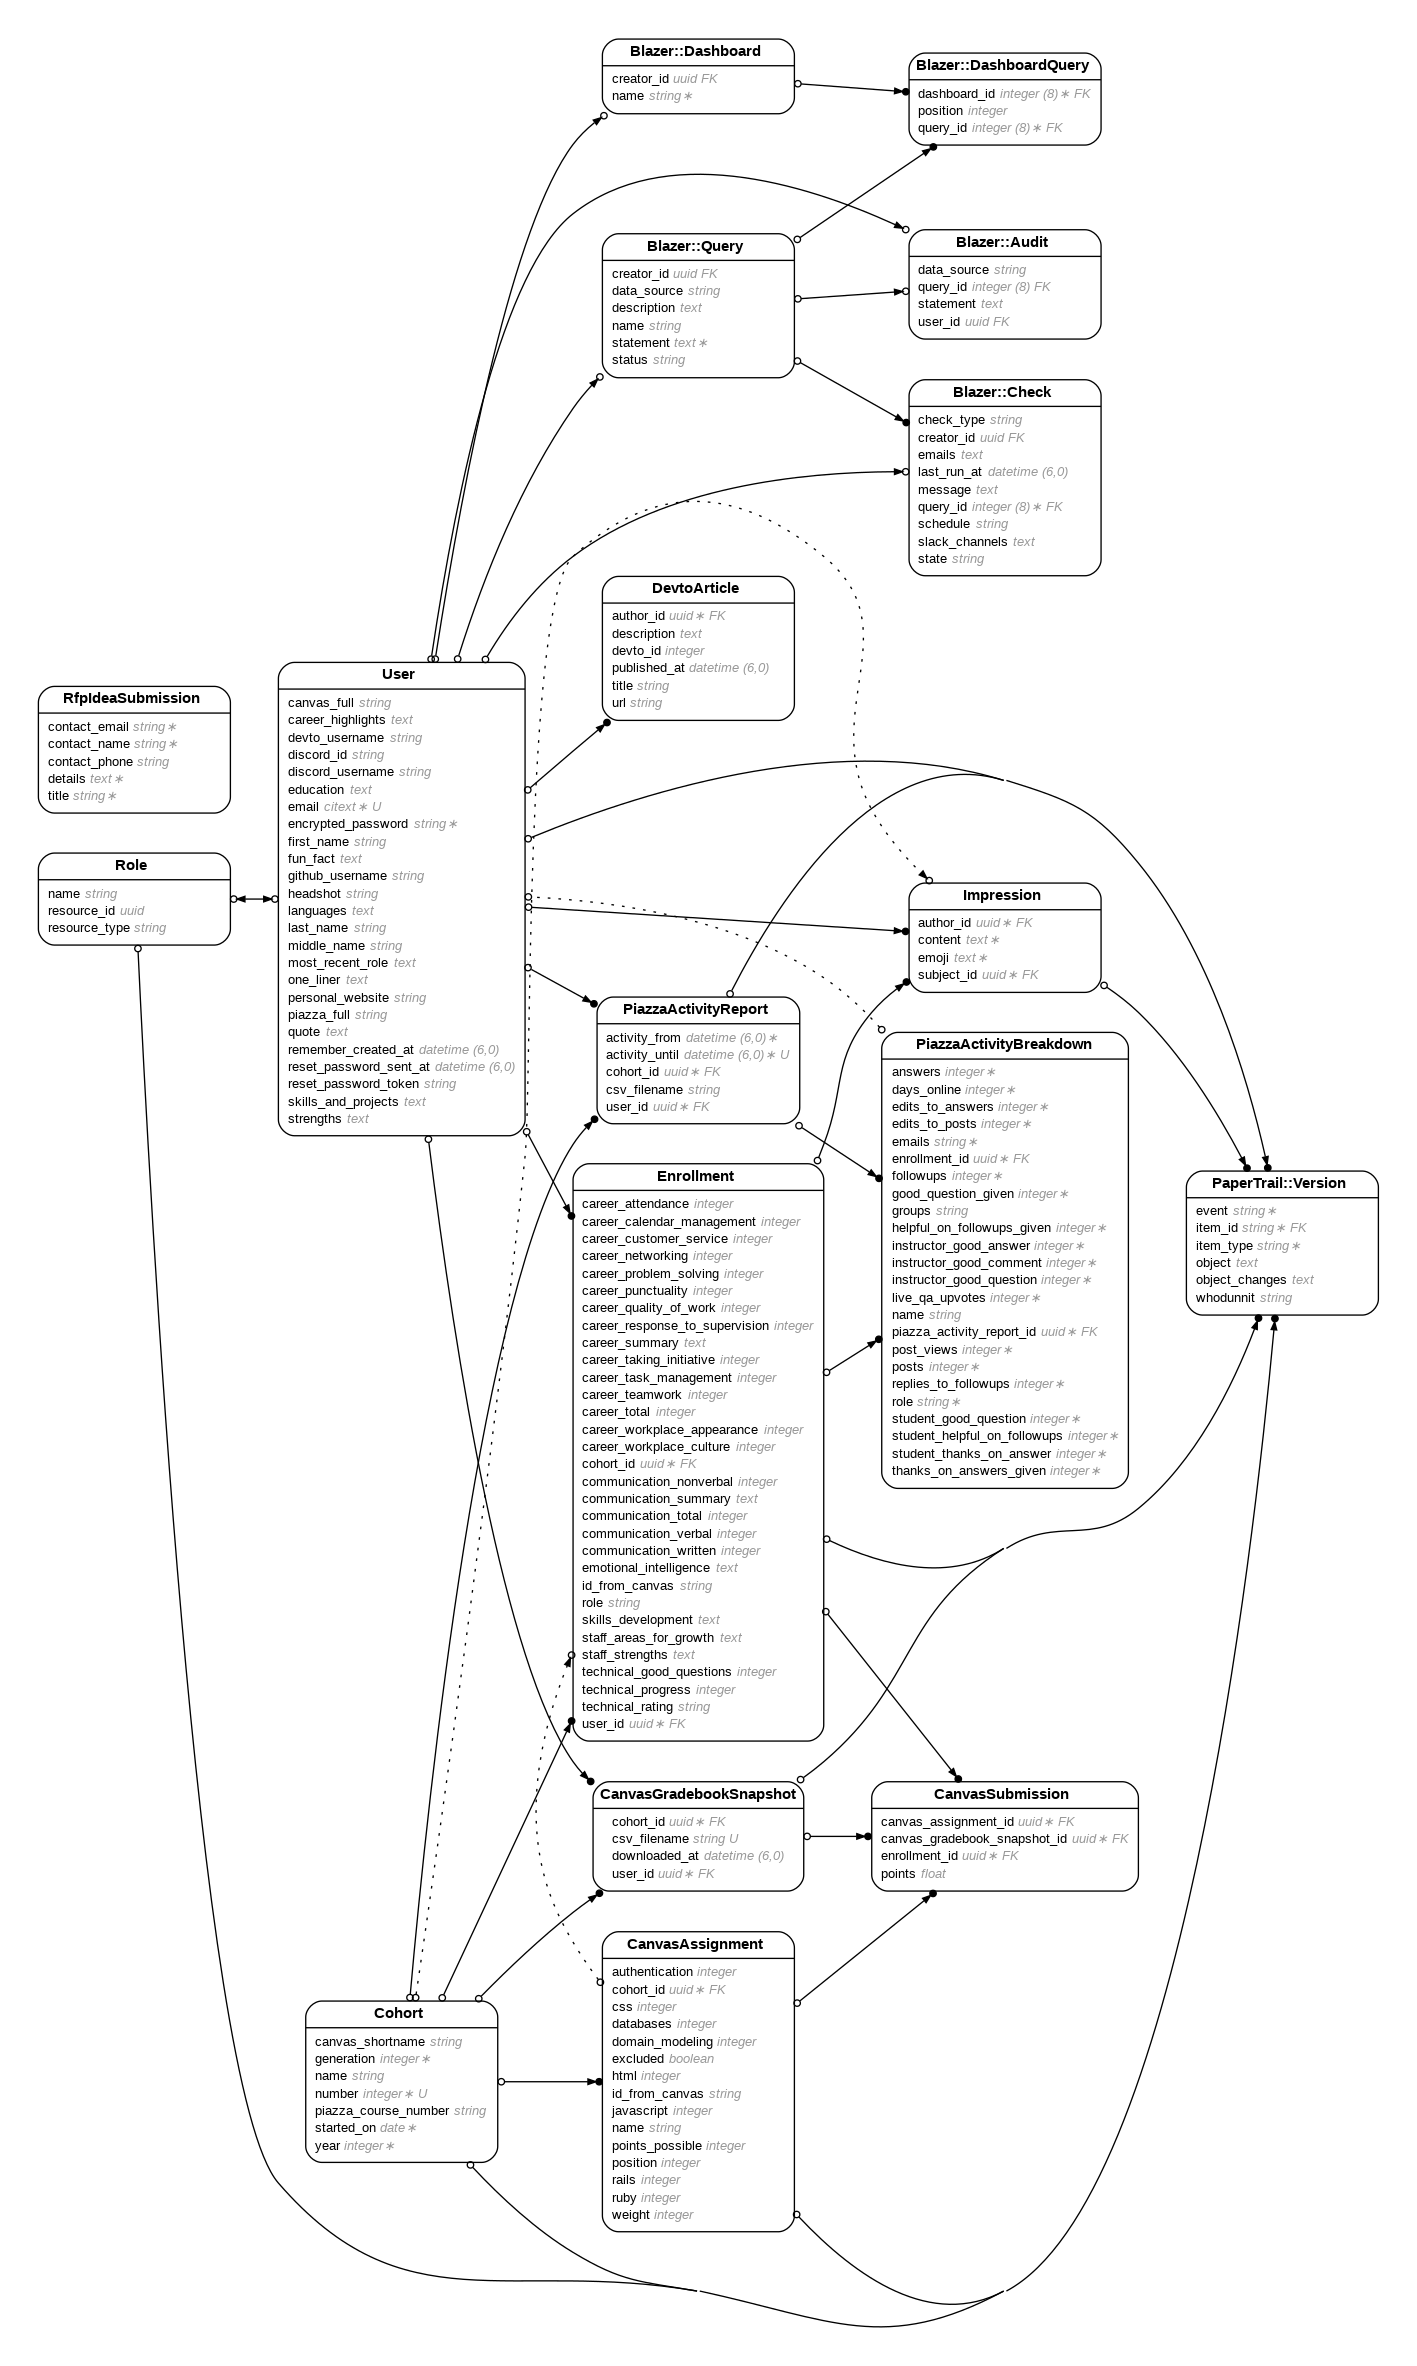 Blazer::Dashboard
creator_id uuid FK
name string∗
Blazer::DashboardQuery
dashboard_id integer (8)∗ FK
position integer
query_id integer (8)∗ FK
Blazer::Query
creator_id uuid FK
data_source string
description text
name string
statement text∗
status string
Blazer::Audit
data_source string
query_id integer (8) FK
statement text
user_id uuid FK
Blazer::Check
check_type string
creator_id uuid FK
emails text
last_run_at datetime (6,0)
message text
query_id integer (8)∗ FK
schedule string
slack_channels text
state string
DevtoArticle
author_id uuid∗ FK
description text
devto_id integer
published_at datetime (6,0)
title string
url string
RfpIdeaSubmission
contact_email string∗
contact_name string∗
contact_phone string
details text∗
title string∗
Role
name string
resource_id uuid
resource_type string
User
canvas_full string
career_highlights text
devto_username string
discord_id string
discord_username string
education text
email citext∗ U
encrypted_password string∗
first_name string
fun_fact text
github_username string
headshot string
languages text
last_name string
middle_name string
most_recent_role text
one_liner text
personal_website string
piazza_full string
quote text
remember_created_at datetime (6,0)
reset_password_sent_at datetime (6,0)
reset_password_token string
skills_and_projects text
strengths text
Impression
author_id uuid∗ FK
content text∗
emoji text∗
subject_id uuid∗ FK
PiazzaActivityReport
activity_from datetime (6,0)∗
activity_until datetime (6,0)∗ U
cohort_id uuid∗ FK
csv_filename string
user_id uuid∗ FK
PiazzaActivityBreakdown
answers integer∗
days_online integer∗
edits_to_answers integer∗
edits_to_posts integer∗
emails string∗
enrollment_id uuid∗ FK
followups integer∗
good_question_given integer∗
groups string
helpful_on_followups_given integer∗
instructor_good_answer integer∗
instructor_good_comment integer∗
instructor_good_question integer∗
live_qa_upvotes integer∗
name string
piazza_activity_report_id uuid∗ FK
post_views integer∗
posts integer∗
replies_to_followups integer∗
role string∗
student_good_question integer∗
student_helpful_on_followups integer∗
student_thanks_on_answer integer∗
thanks_on_answers_given integer∗
PaperTrail::Version
event string∗
item_id string∗ FK
item_type string∗
object text
object_changes text
whodunnit string
Enrollment
career_attendance integer
career_calendar_management integer
career_customer_service integer
career_networking integer
career_problem_solving integer
career_punctuality integer
career_quality_of_work integer
career_response_to_supervision integer
career_summary text
career_taking_initiative integer
career_task_management integer
career_teamwork integer
career_total integer
career_workplace_appearance integer
career_workplace_culture integer
cohort_id uuid∗ FK
communication_nonverbal integer
communication_summary text
communication_total integer
communication_verbal integer
communication_written integer
emotional_intelligence text
id_from_canvas string
role string
skills_development text
staff_areas_for_growth text
staff_strengths text
technical_good_questions integer
technical_progress integer
technical_rating string
user_id uuid∗ FK
CanvasGradebookSnapshot
cohort_id uuid∗ FK
csv_filename string U
downloaded_at datetime (6,0)
user_id uuid∗ FK
CanvasSubmission
canvas_assignment_id uuid∗ FK
canvas_gradebook_snapshot_id uuid∗ FK
enrollment_id uuid∗ FK
points float
CanvasAssignment
authentication integer
cohort_id uuid∗ FK
css integer
databases integer
domain_modeling integer
excluded boolean
html integer
id_from_canvas string
javascript integer
name string
points_possible integer
position integer
rails integer
ruby integer
weight integer
Cohort
canvas_shortname string
generation integer∗
name string
number integer∗ U
piazza_course_number string
started_on date∗
year integer∗